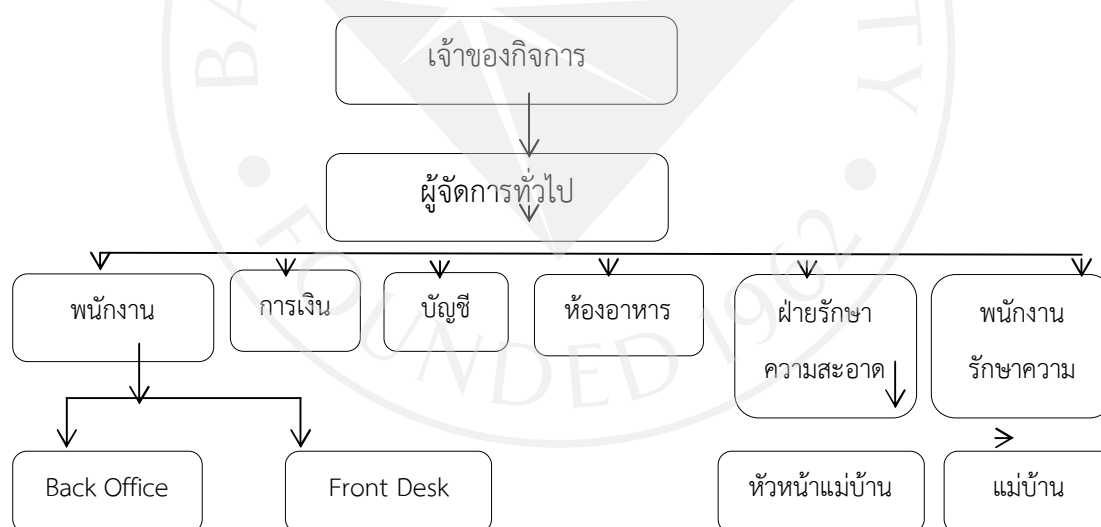 เจ้าของกิจการ
ผู้จัดการทั่วไป
พนักงาน
การเงิน
บัญชี
ห้องอาหาร
ฝ่ายรักษา
ความสะอาด
พนักงาน
รักษาความ
Back Office
Front Desk
หัวหน้าแม่บ้าน
แม่บ้าน
FOUNDED 1962